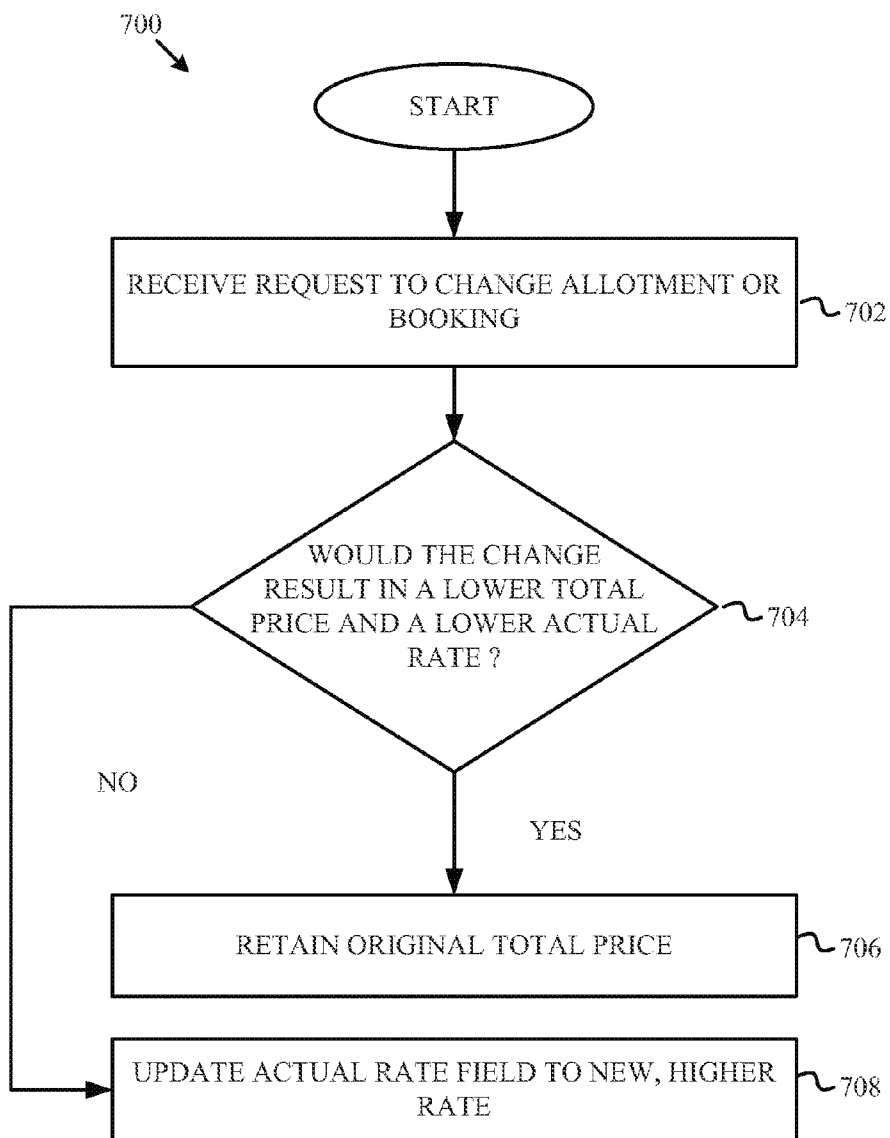 700
START
RECEIVE REQUEST TO CHANGE ALLOTMENT OR
BOOKING
702
WOULD THE CHANGE
RESULT IN A LOWER TOTAL
PRICE AND A LOWER ACTUAL
RATE ?
704
NO
YES
RETAIN ORIGINAL TOTAL PRICE
706
UPDATE ACTUAL RATE FIELD TO NEW, HIGHER
RATE
708